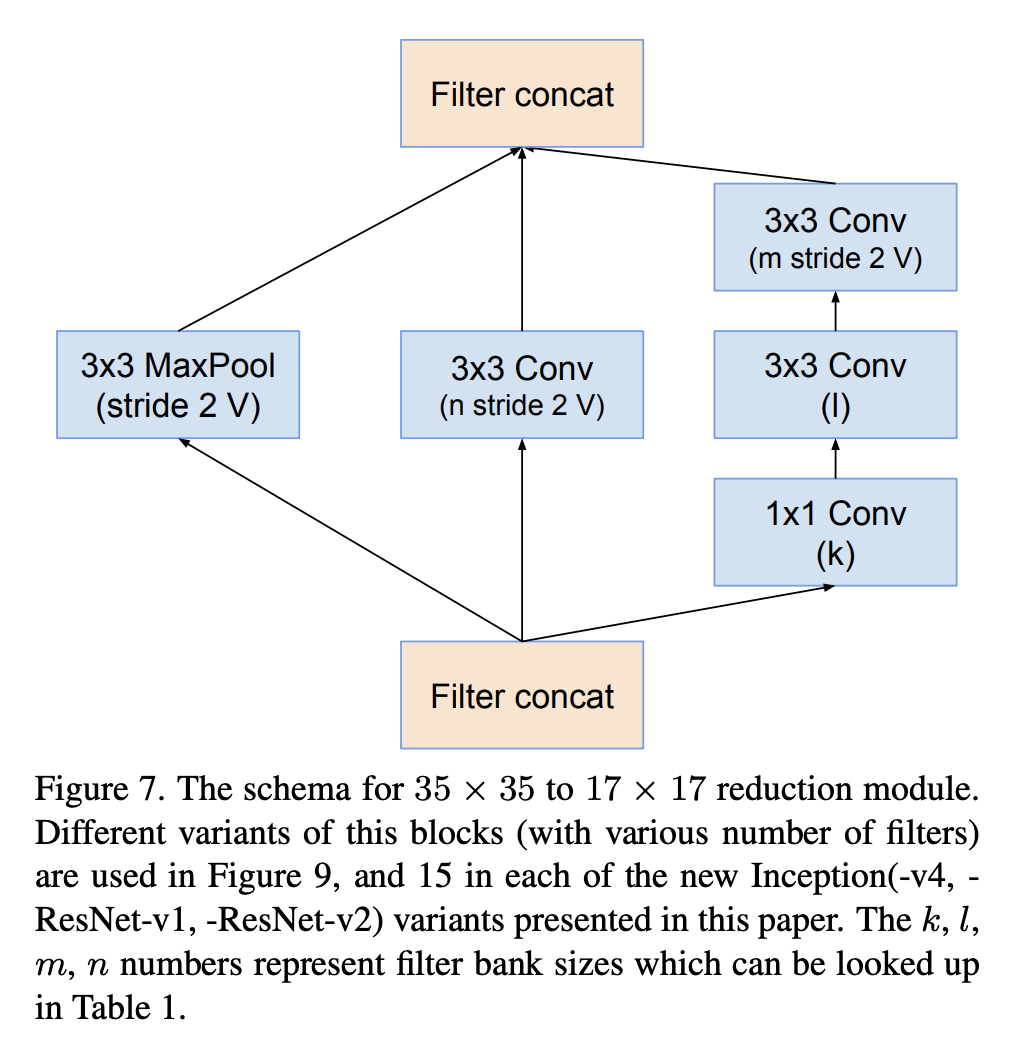 Filter concat
3x3 Conv
(m stride 2 V)
3x3 MaxPool
(stride 2 V)
3x3 Conv
(n stride 2 V)
3x3 Conv
(l)
1x1 Conv
(k)
Filter concat
Figure 7. The schema for 35 × 35 to 17 × 17 reduction module.
Different variants of this blocks (with various number of filters)
are used in Figure 9, and 15 in each of the new Inception(-v4, -
ResNet-v1, -ResNet-v2) variants presented in this paper. The k, l,
m, n numbers represent filter bank sizes which can be looked up
in Table 1.